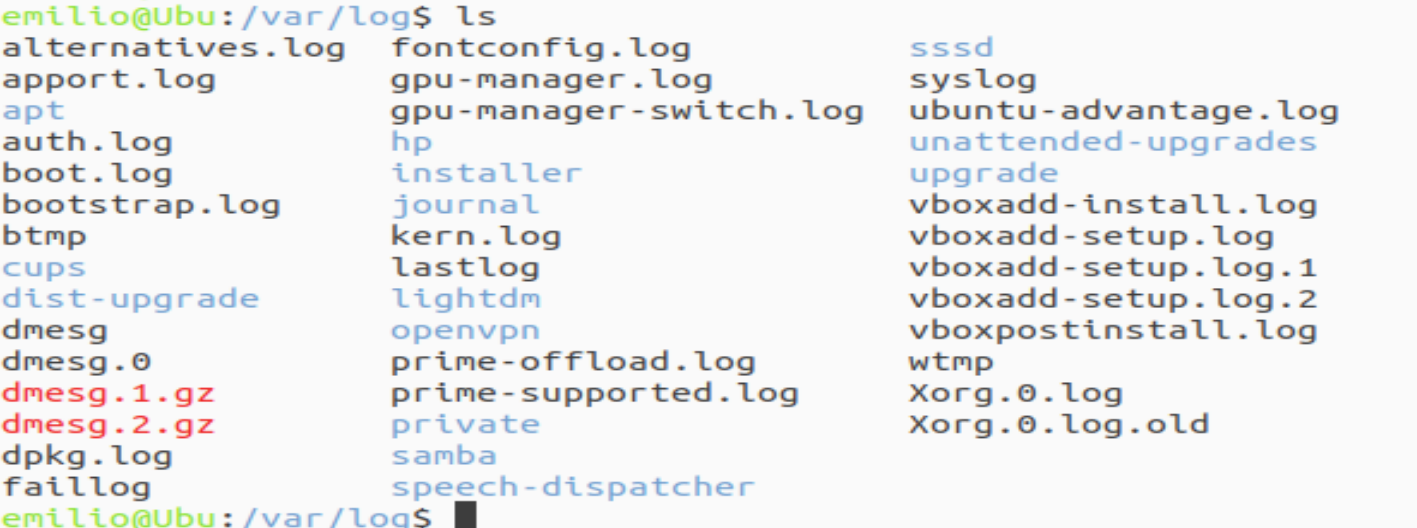 emilio@Ubu:/var/log$ ls
alternatives.log fontconfig.log sssd
apport.log gpu-manager.log syslog
apt gpu-manager-switch.log ubuntu-advantage.log
auth.log hp unattended-upgrades
boot.log installer upgrade
bootstrap.log journal vboxadd-install.log
btmp kern.log vboxadd-setup.log
cups lastlog vboxadd-setup.log.1
dist-upgrade lightdm vboxadd-setup.log.2
dmesg openvpn vboxpostinstall.log
dmesg.0 prime-offload.log wtmp
dmesg.1.gz prime-supported.log Xorg.0.log
dmesg.2.gz private Xorg.0.log.old
dpkg.log samba
faillog speech-dispatcher
emilio@Ubu:/var/log$